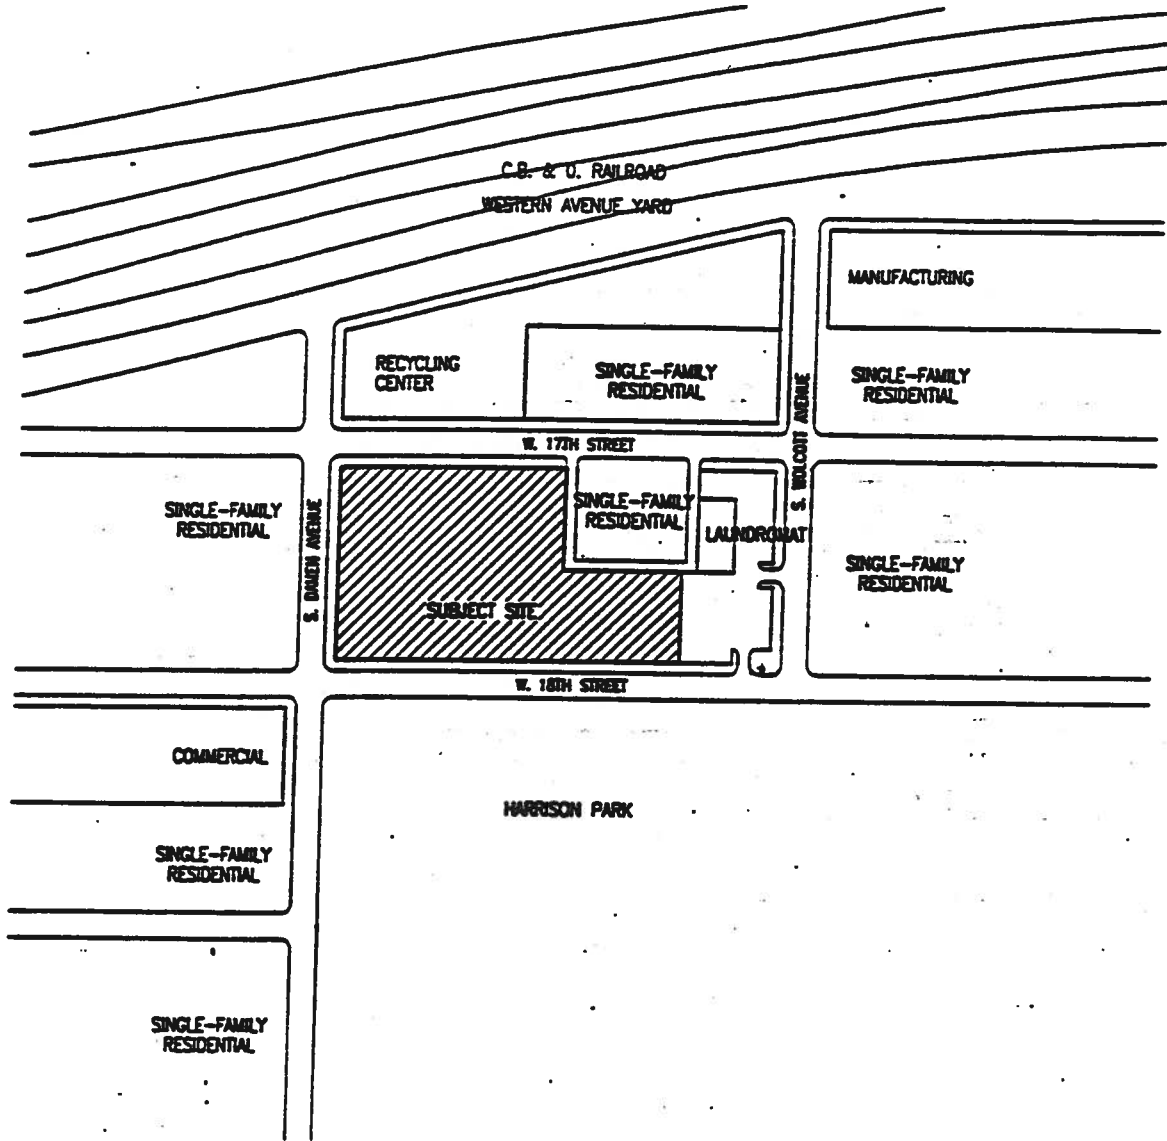 C.B. & Q. RAILROAD
WESTERN AVENUE YARD
MANUFACTURING
RECYCLING
CENTER
SINGLE-FAMILY
RESIDENTIAL
SINGLE-FAMILY
RESIDENTIAL
S. WOLCOTT AVENUE
W. 17TH STREET
SINGLE-FAMILY
RESIDENTIAL
S. DAMEN AVENUE
SINGLE-FAMILY
RESIDENTIAL
LAUNDROMAT
SINGLE-FAMILY
RESIDENTIAL
SUBJECT SITE
W. 18TH STREET
COMMERCIAL
HARRISON PARK
SINGLE-FAMILY
RESIDENTIAL
SINGLE-FAMILY
RESIDENTIAL